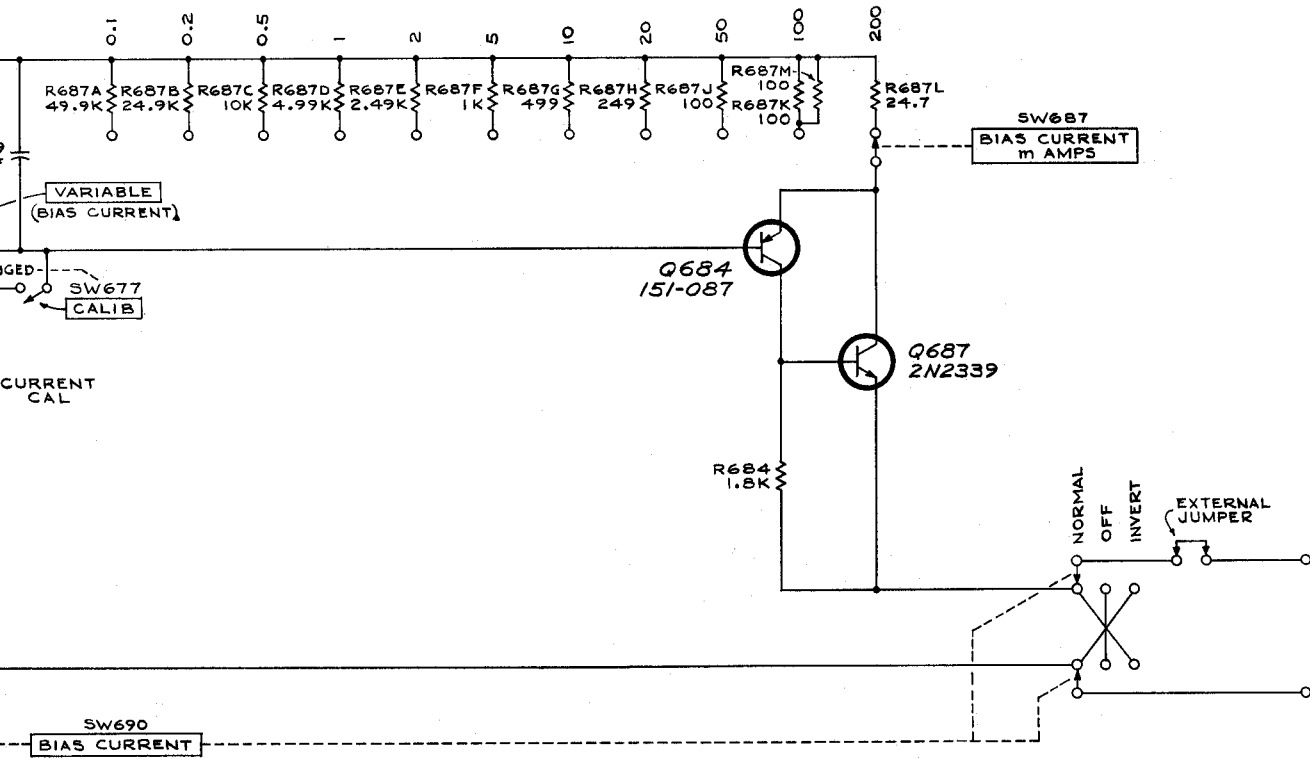 0.1
0.2
0.5
1
2
5
10
20
50
100
200
R687A
49.9K
R687B
24.9K
R687C
10K
R687D
4.99K
R687E
2.49K
R687F
1K
R687G
499
R687H
249
R687J
100
R687M
100
R687K
100
R687L
24.7
SW687
BIAS CURRENT
m AMPS
9
VARIABLE
(BIAS CURRENT)
GED
SW677
CALIB
Q684
151-087
Q687
2N2339
CURRENT
CAL
R684
1.8K
NORMAL
OFF
INVERT
EXTERNAL
JUMPER
SW690
BIAS CURRENT